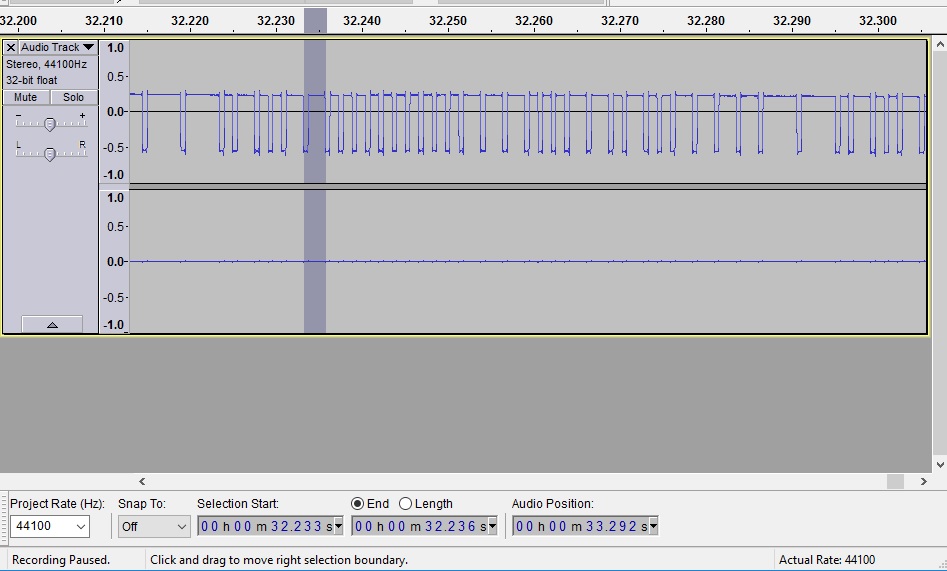 32.200 32.210 32.220 32.230 32.240 32.250 32.260 32.270 32.280 32.290 32.300
X Audio Track ▼
Stereo, 44100Hz
32-bit float
Mute Solo
- +
L R
1.0
0.5-
0.0-
-0.5-
-1.0
1.0
0.5-
0.0-
-0.5-
-1.0
Project Rate (Hz): Snap To: Selection Start: End Length Audio Position:
44100 Off 00 h 00 m 32.233 s 00 h 00 m 32.236 s 00 h 00 m 33.292 s
Recording Paused. Click and drag to move right selection boundary. Actual Rate: 44100